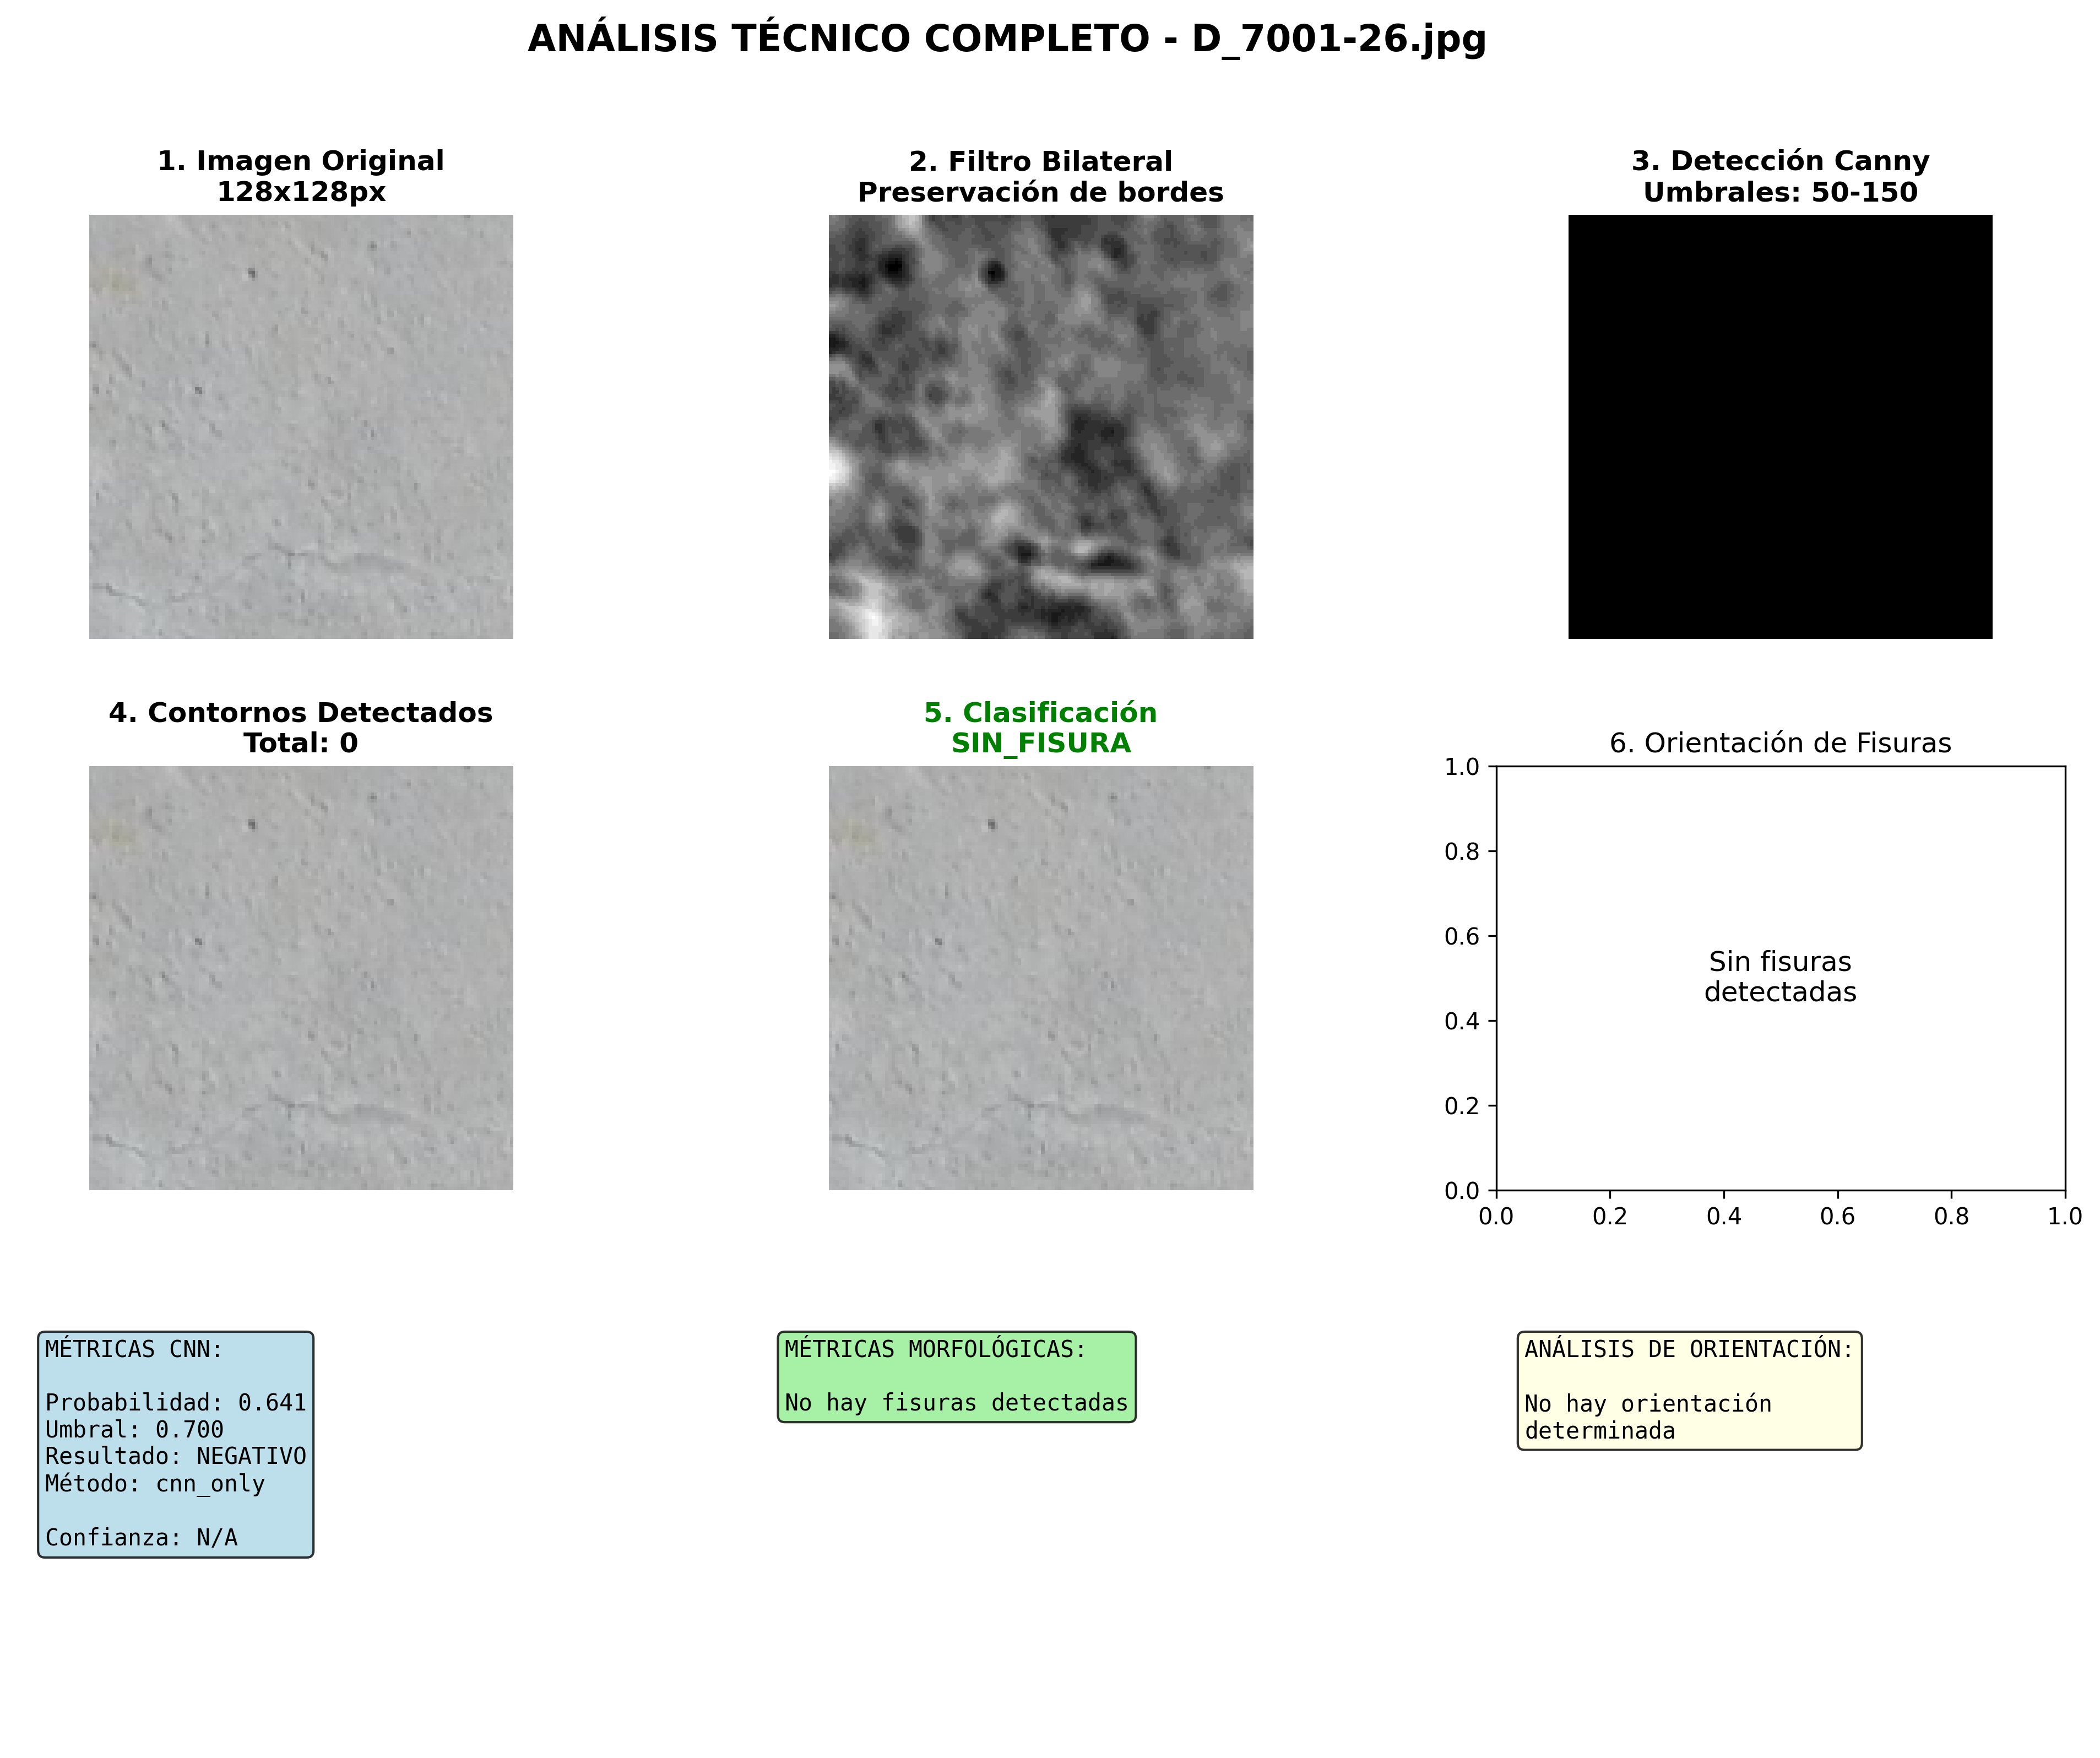 ANÁLISIS TÉCNICO COMPLETO - D_7001-26.jpg
1. Imagen Original
128x128px
2. Filtro Bilateral
Preservación de bordes
3. Detección Canny
Umbrales: 50-150
4. Contornos Detectados
Total: 0
5. Clasificación
SIN_FISURA
6. Orientación de Fisuras
1.0
0.8
0.6
0.4
0.2
0.0
Sin fisuras
detectadas
0.0 0.2 0.4 0.6 0.8 1.0
MÉTRICAS CNN:
Probabilidad: 0.641
Umbral: 0.700
Resultado: NEGATIVO
Método: cnn_only
Confianza: N/A
MÉTRICAS MORFOLÓGICAS:
No hay fisuras detectadas
ANÁLISIS DE ORIENTACIÓN:
No hay orientación
determinada